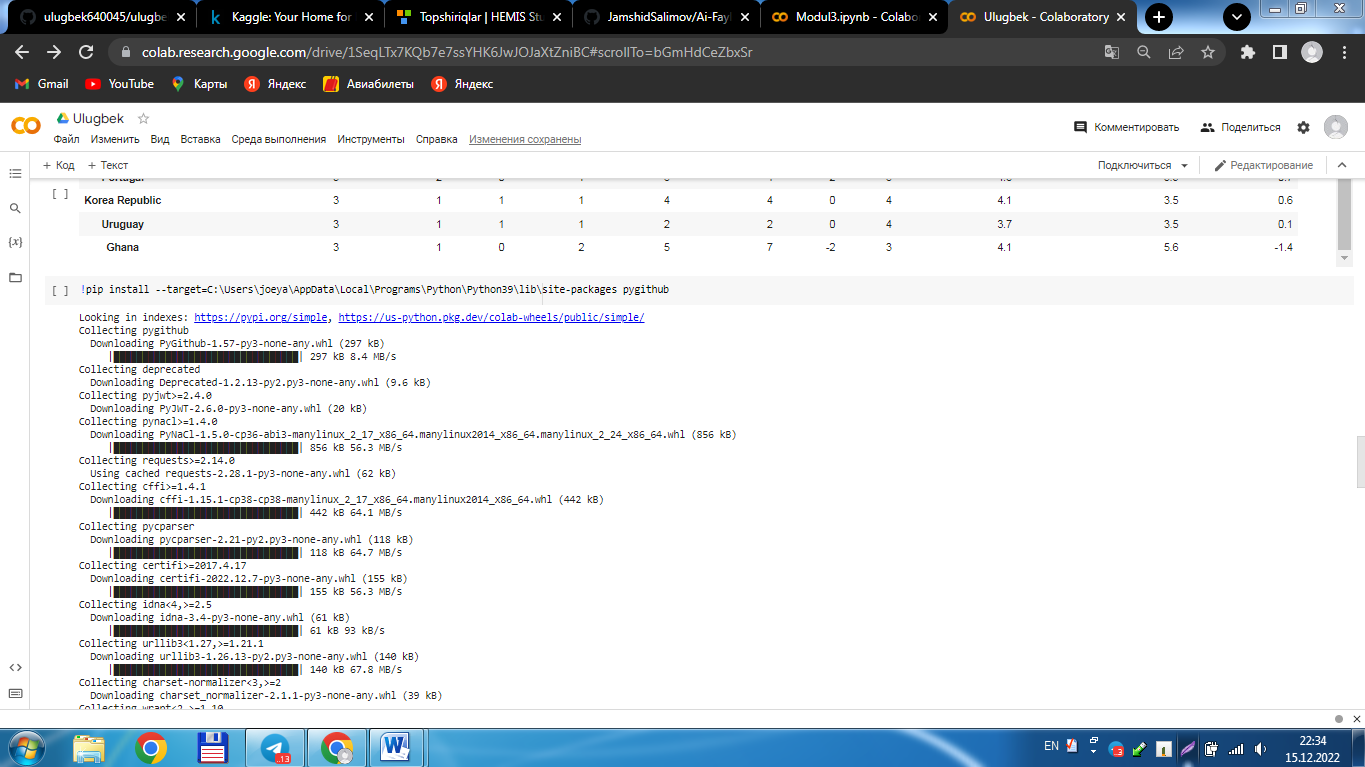 ulugbek640045/ulugbe
Kaggle: Your Home for
Topshiriqlar | HEMIS Stu
JamshidSalimov/Ai-Fayl
Modul3.ipynb - Colabo
Ulugbek - Colaboratory
colab.research.google.com/drive/1SeqLTx7KQb7e7ssYHK6JwJOJaXtZniBC#scrollTo=bGmHdCeZbxSr
Gmail YouTube Карты Яндекс Авиабилеты Яндекс
Ulugbek
Файл Изменить Вид Вставка Среда выполнения Инструменты Справка Изменения сохранены
Комментировать Поделиться
+ Код + Текст Подключиться Редактирование
[ ] Korea Republic 3 1 1 1 4 4 0 4 4.1 3.5 0.6
Uruguay 3 1 1 1 2 2 0 4 3.7 3.5 0.1
Ghana 3 1 0 2 5 7 -2 3 4.1 5.6 -1.4
[ ] !pip install --target=C:\Users\joeya\AppData\Local\Programs\Python\Python39\lib\site-packages pygithub
Looking in indexes: https://pypi.org/simple, https://us-python.pkg.dev/colab-wheels/public/simple/
Collecting pygithub
Downloading PyGithub-1.57-py3-none-any.whl (297 kB)
297 kB 8.4 MB/s
Collecting deprecated
Downloading Deprecated-1.2.13-py2.py3-none-any.whl (9.6 kB)
Collecting pyjwt>=2.4.0
Downloading PyJWT-2.6.0-py3-none-any.whl (20 kB)
Collecting pynacl>=1.4.0
Downloading PyNaCl-1.5.0-cp36-abi3-manylinux_2_17_x86_64.manylinux2014_x86_64.manylinux_2_24_x86_64.whl (856 kB)
856 kB 56.3 MB/s
Collecting requests>=2.14.0
Using cached requests-2.28.1-py3-none-any.whl (62 kB)
Collecting cffi>=1.4.1
Downloading cffi-1.15.1-cp38-cp38-manylinux_2_17_x86_64.manylinux2014_x86_64.whl (442 kB)
442 kB 64.1 MB/s
Collecting pycparser
Downloading pycparser-2.21-py2.py3-none-any.whl (118 kB)
118 kB 64.7 MB/s
Collecting certifi>=2017.4.17
Downloading certifi-2022.12.7-py3-none-any.whl (155 kB)
155 kB 56.3 MB/s
Collecting idna<4,>=2.5
Downloading idna-3.4-py3-none-any.whl (61 kB)
61 kB 93 kB/s
Collecting urllib3<1.27,>=1.21.1
Downloading urllib3-1.26.13-py2.py3-none-any.whl (140 kB)
140 kB 67.8 MB/s
Collecting charset-normalizer<3,>=2
Downloading charset_normalizer-2.1.1-py3-none-any.whl (39 kB)
Collecting wrapt<2,>=1.10
EN 22:34
15.12.2022